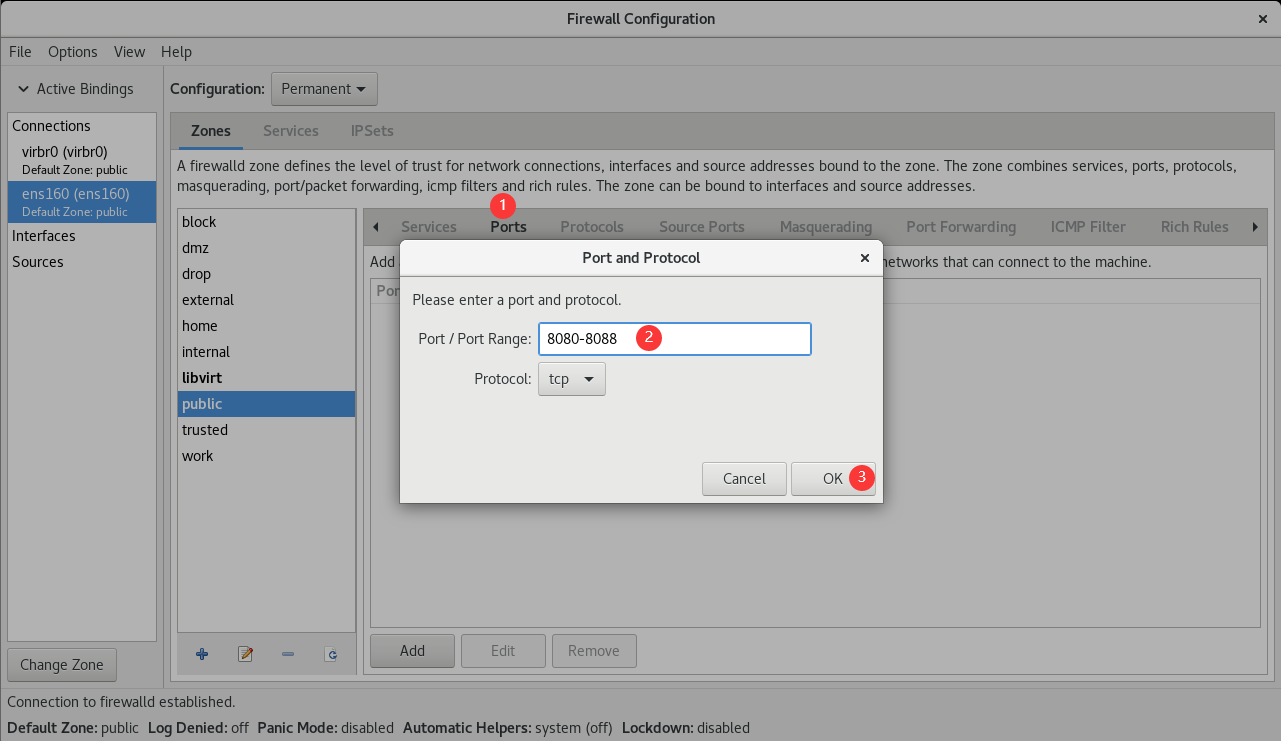 Firewall Configuration
File Options View Help
Active Bindings
Configuration: Permanent
Connections
virbr0 (virbr0)
Default Zone: public
ens160 (ens160)
Default Zone: public
Interfaces
Sources
Change Zone
Zones Services IPSets
A firewalld zone defines the level of trust for network connections, interfaces and source addresses bound to the zone. The zone combines services, ports, protocols,
masquerading, port/packet forwarding, icmp filters and rich rules. The zone can be bound to interfaces and source addresses.
block
dmz
drop
external
home
internal
libvirt
public
trusted
work
1
Services Ports Protocols Source Ports Masquerading Port Forwarding ICMP Filter Rich Rules
Add networks that can connect to the machine.
Por
Port and Protocol
Please enter a port and protocol.
Port / Port Range: 8080-8088 2
Protocol: tcp
Cancel OK 3
Add Edit Remove
Connection to firewalld established.
Default Zone: public Log Denied: off Panic Mode: disabled Automatic Helpers: system (off) Lockdown: disabled